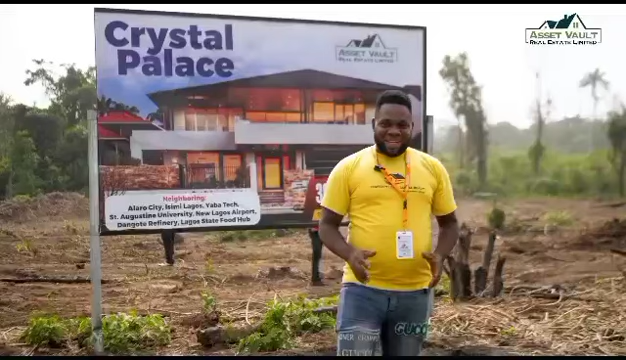 Crystal
Palace
ASSET VAULT
REAL ESTATE LIMITED
ASSET VAULT
REAL ESTATE LIMITED
Neighboring:
Alaro City, Isimi Lagos, Yaba Tech,
St. Augustine University, New Lagos Airport,
Dangote Refinery, Lagos State Food Hub
GUCCI